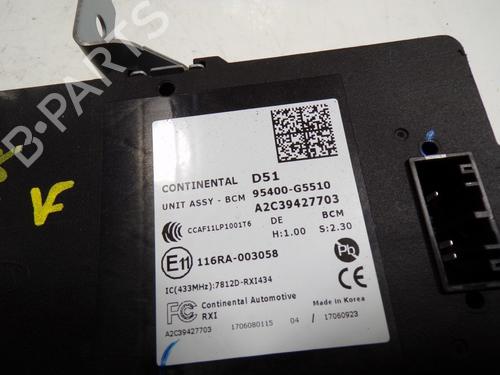 B-PARTS
CONTINENTAL D51
UNIT ASSY - BCM 95400-G5510
A2C39427703
CCAF11LP1001T6 DE BCM
H:1.00 S:2.30
E11 116RA-003058
Pb
IC(433MHz):7812D-RXI434
FC Continental Automotive
RXI
CE
Made in Korea
A2C39427703 1706080115 04 / 17060923